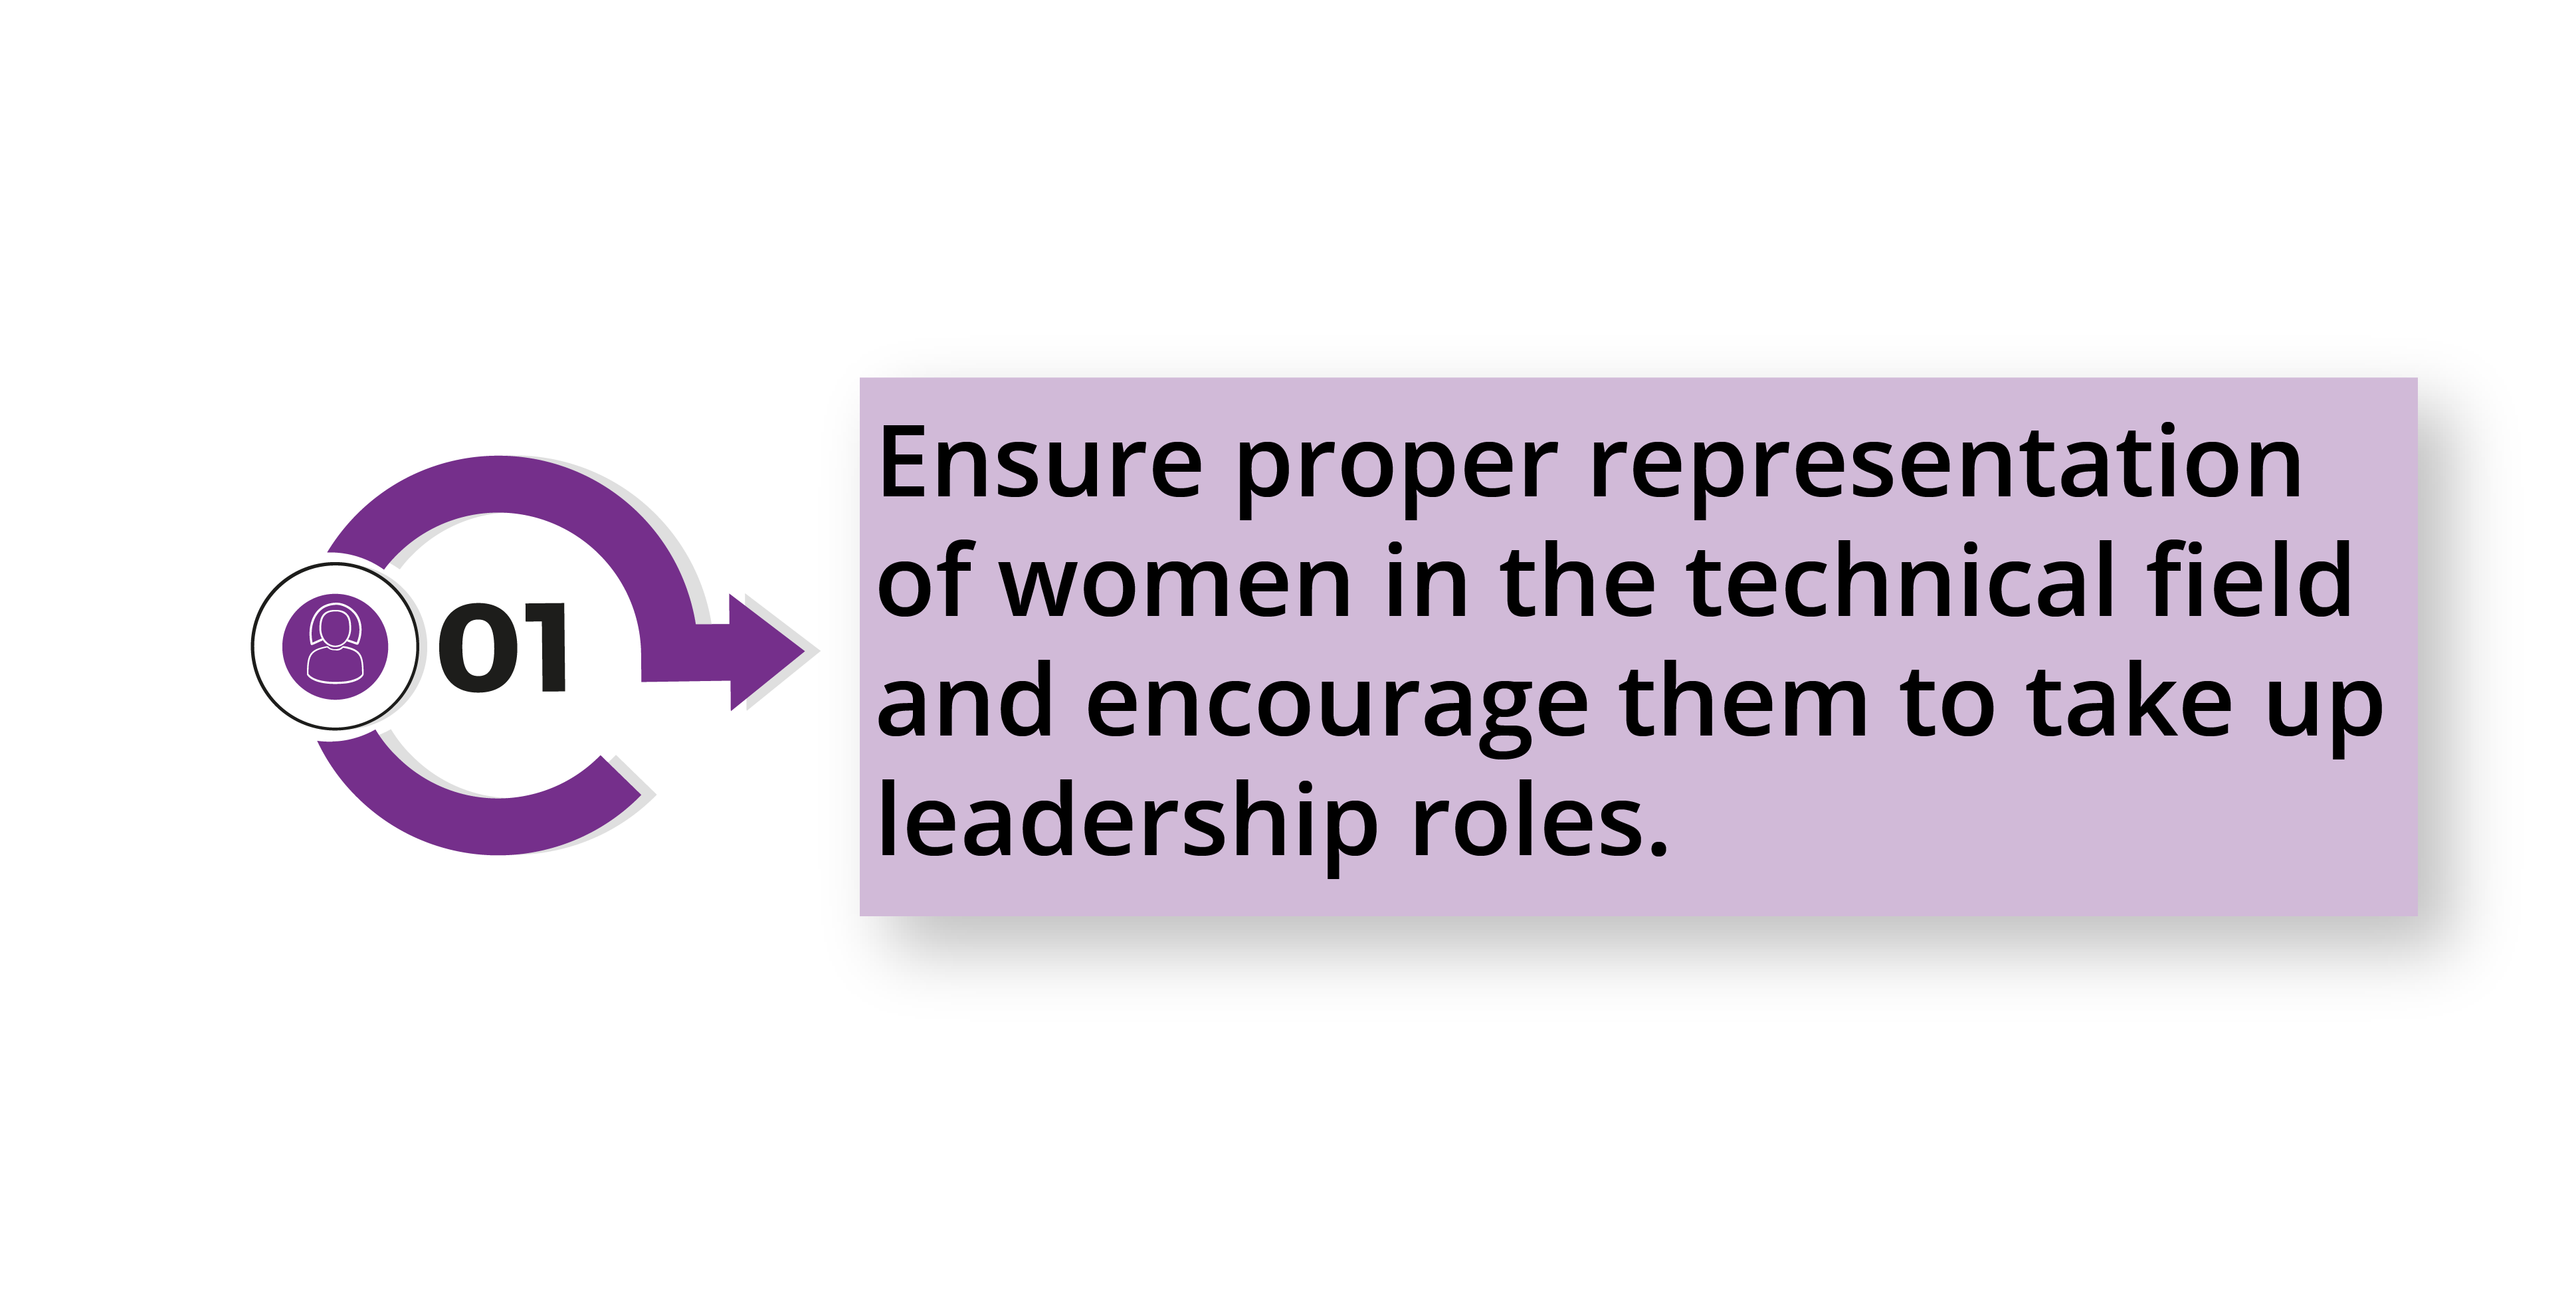 01
Ensure proper representation
of women in the technical field
and encourage them to take up
leadership roles.